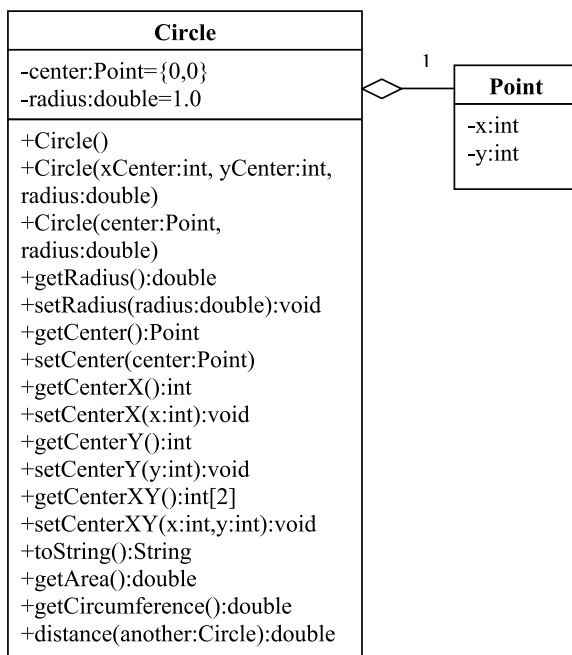 Circle
-center:Point={0,0}
-radius:double=1.0
+Circle()
+Circle(xCenter:int, yCenter:int,
radius:double)
+Circle(center:Point,
radius:double)
+getRadius():double
+setRadius(radius:double):void
+getCenter():Point
+setCenter(center:Point)
+getCenterX():int
+setCenterX(x:int):void
+getCenterY():int
+setCenterY(y:int):void
+getCenterXY():int[2]
+setCenterXY(x:int,y:int):void
+toString():String
+getArea():double
+getCircumference():double
+distance(another:Circle):double
1
Point
-x:int
-y:int